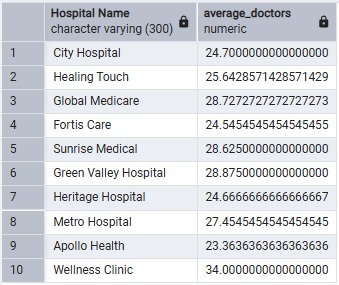 Hospital Name average_doctors
character varying (300) numeric
1 City Hospital 24.7000000000000000
2 Healing Touch 25.6428571428571429
3 Global Medicare 28.7272727272727273
4 Fortis Care 24.5454545454545455
5 Sunrise Medical 28.6250000000000000
6 Green Valley Hospital 28.8750000000000000
7 Heritage Hospital 24.6666666666666667
8 Metro Hospital 27.4545454545454545
9 Apollo Health 23.3636363636363636
10 Wellness Clinic 34.0000000000000000